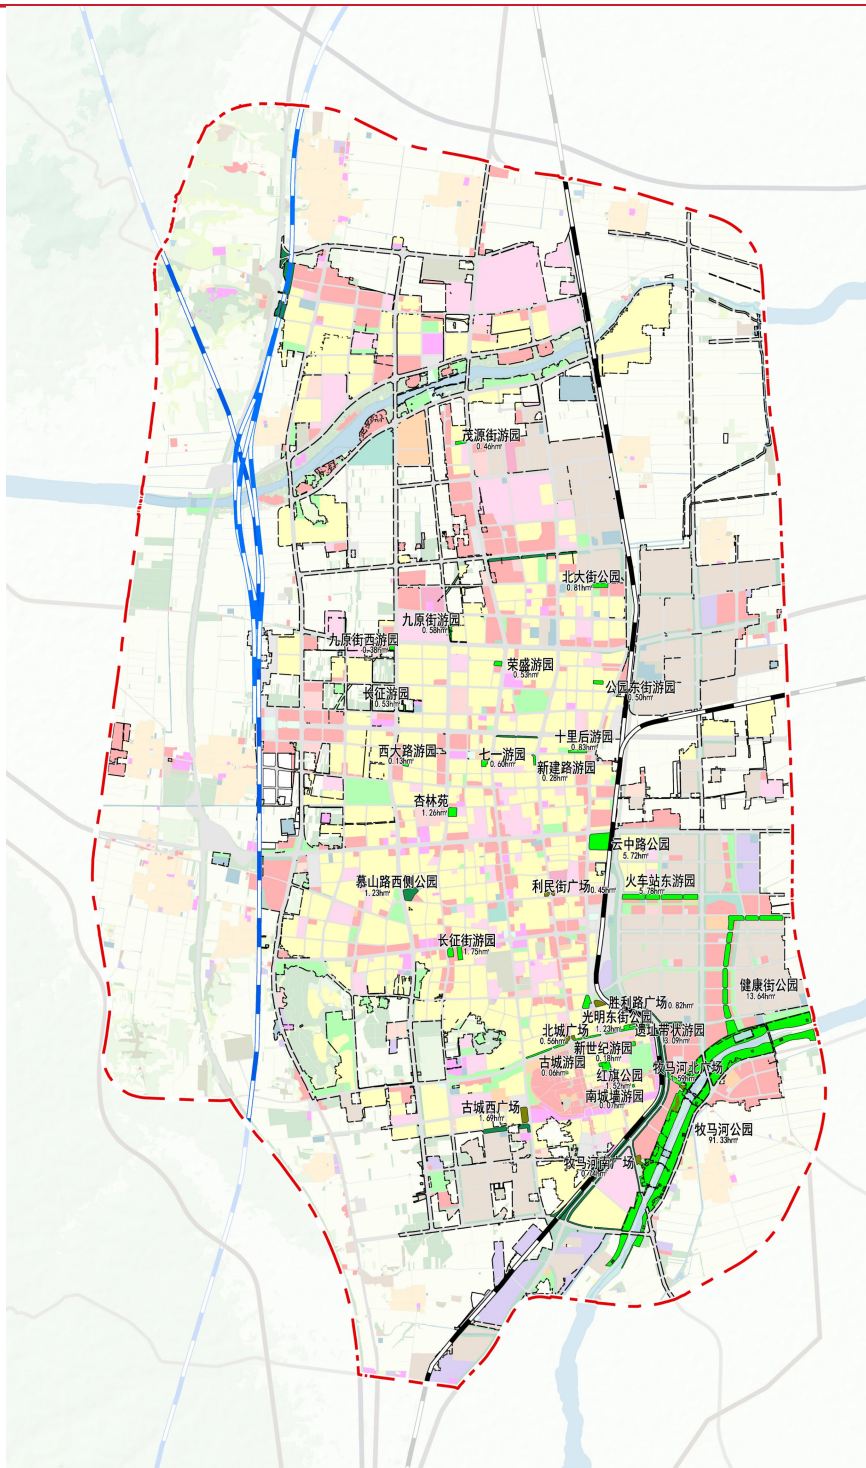 茂源街游园
0.46hm²
北大街公园
0.81hm²
九原街游园
0.58hm²
九原街西游园
0.38hm²
荣盛游园
0.53hm²
公园东街游园
0.50hm²
长征游园
0.53hm²
十里后游园
0.83hm²
西大路游园
0.13hm²
七一游园
0.60hm²
新建路游园
0.28hm²
杏林苑
1.26hm²
云中路公园
5.72hm²
慕山路西侧公园
1.23hm²
利民街广场 0.45hm²
火车站东游园
5.78hm²
长征街游园
1.75hm²
健康街公园
13.64hm²
胜利路广场 0.82hm²
光明东街公园
1.23hm²
遗址带状游园
3.09hm²
北城广场
0.56hm²
新世纪游园
0.18hm²
古城游园
0.06hm²
牧马河北广场
红旗公园
1.52hm²
南城墙游园
0.07hm²
古城西广场
1.69hm²
牧马河公园
91.33hm²
牧马河南广场